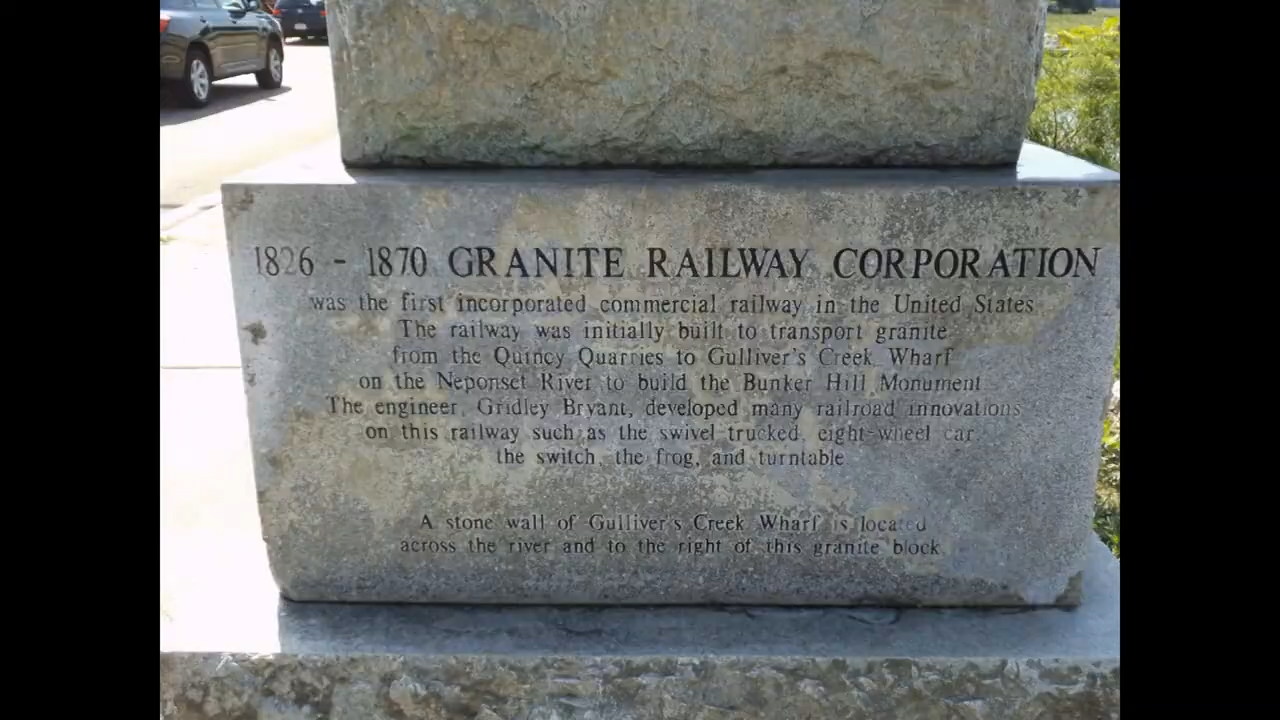 1826 - 1870 GRANITE RAILWAY CORPORATION
was the first incorporated commercial railway in the United States
The railway was initially built to transport granite
from the Quincy Quarries to Gulliver's Creek Wharf
on the Neponset River to build the Bunker Hill Monument
The engineer, Gridley Bryant, developed many railroad innovations
on this railway such as the swivel trucked, eight-wheel car,
the switch, the frog, and turntable
A stone wall of Gulliver's Creek Wharf is located
across the river and to the right of this granite block